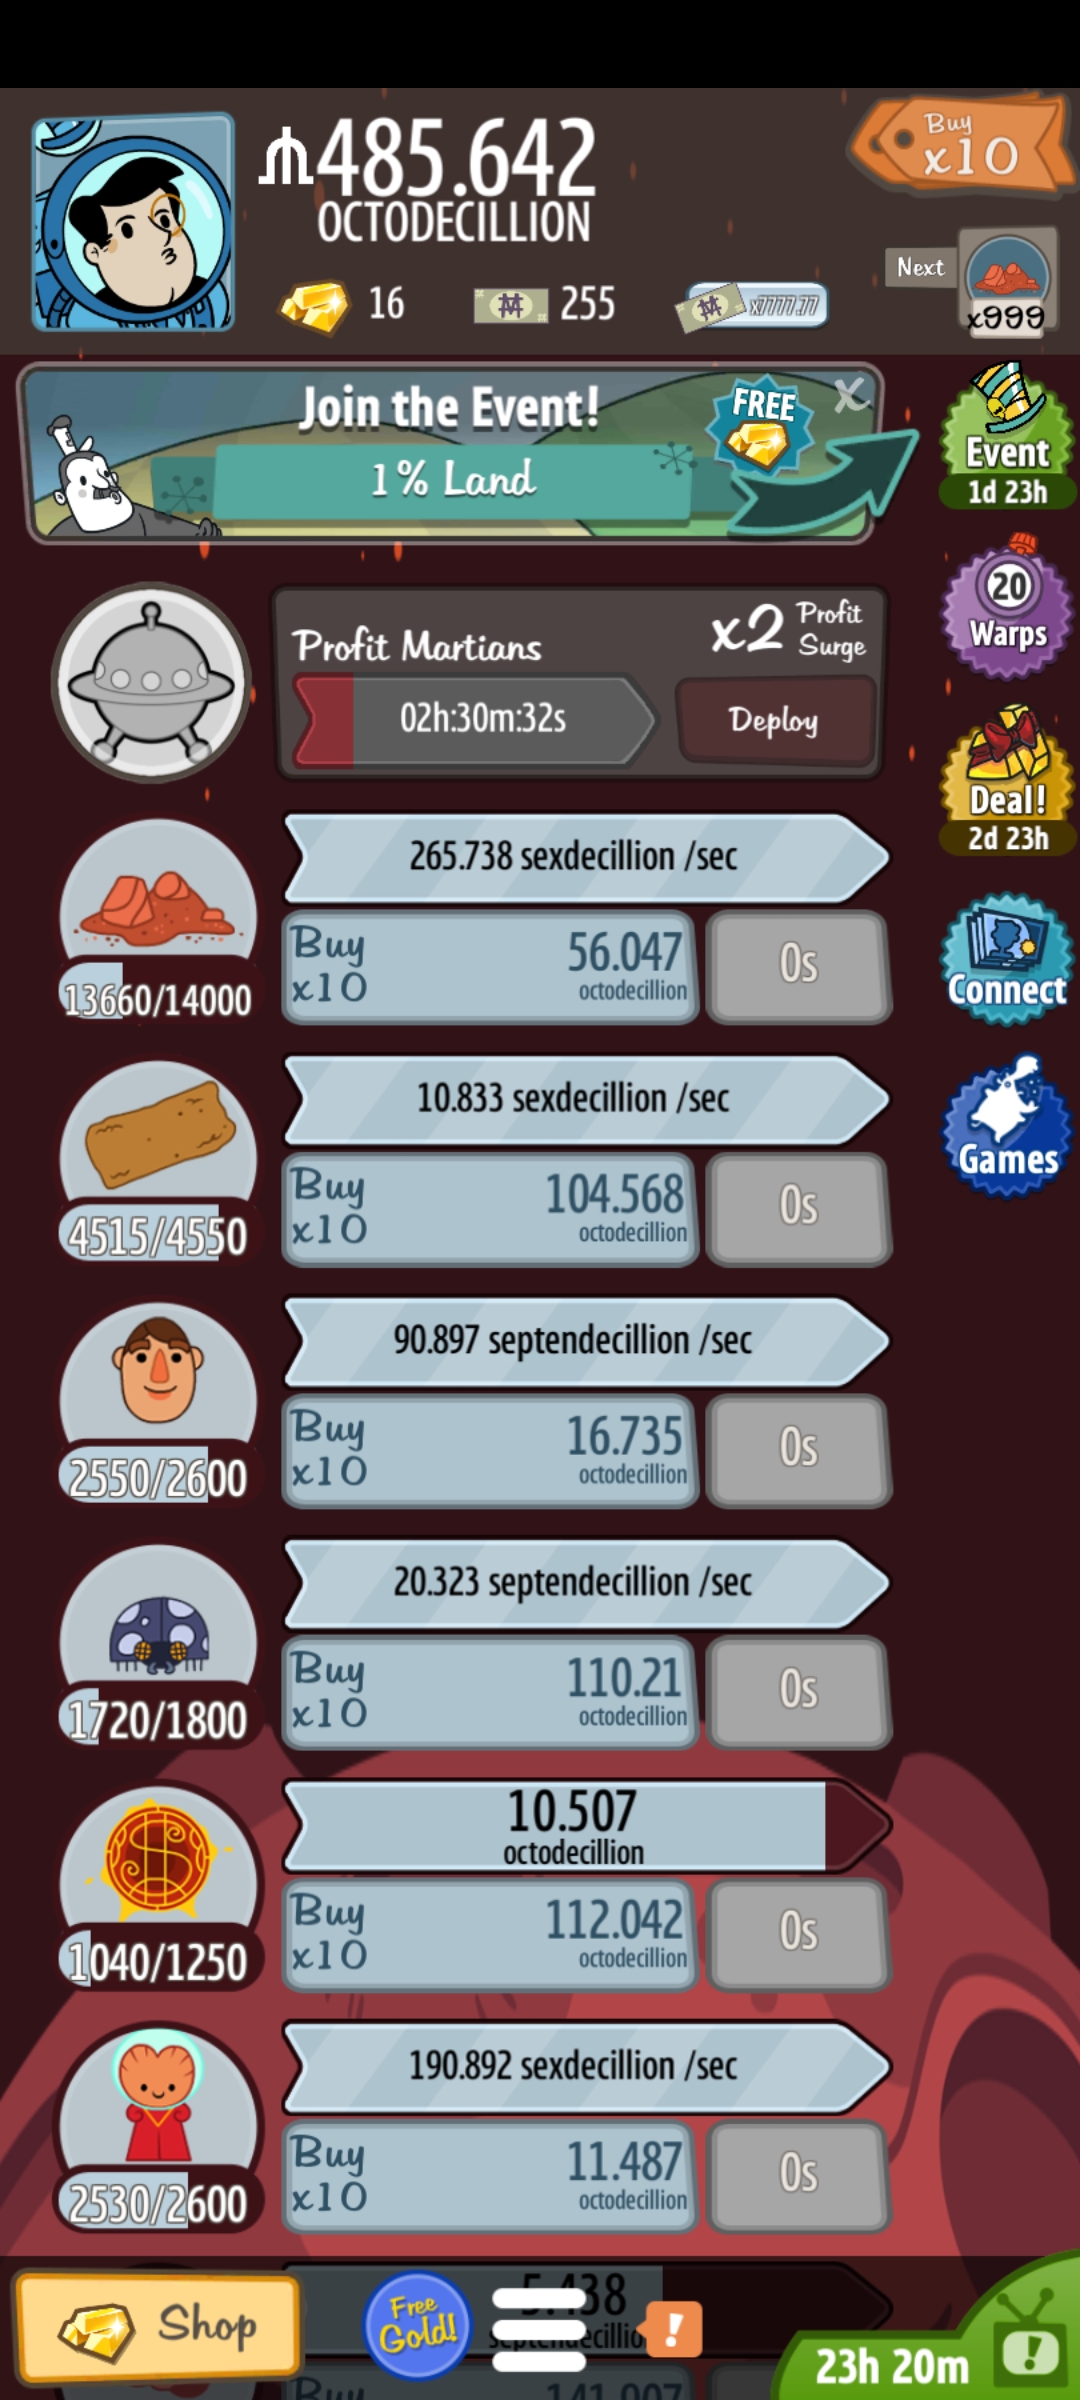 485.642
OCTODECILLION
Buy
x10
16
255
x7777.77
Next
x999
Join the Event!
1% Land
FREE
X
Event
1d 23h
Profit Martians
x2 Profit Surge
02h:30m:32s
Deploy
20
Warps
Deal!
2d 23h
265.738 sexdecillion /sec
Buy x10
56.047
octodecillion
0s
13660/14000
Connect
10.833 sexdecillion /sec
Buy x10
104.568
octodecillion
0s
4515/4550
Games
90.897 septendecillion /sec
Buy x10
16.735
octodecillion
0s
2550/2600
20.323 septendecillion /sec
Buy x10
110.21
octodecillion
0s
1720/1800
10.507
octodecillion
Buy x10
112.042
octodecillion
0s
1040/1250
190.892 sexdecillion /sec
Buy x10
11.487
octodecillion
0s
2530/2600
Shop
Free
Gold!
!
23h 20m
!